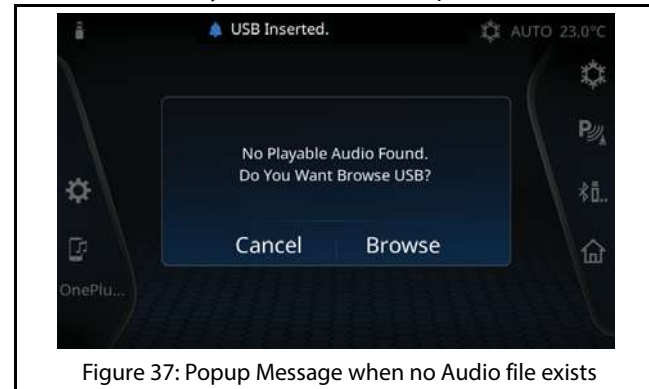 USB Inserted.
AUTO 23.0°C
No Playable Audio Found.
Do You Want Browse USB?
Cancel Browse
OnePlu...
Figure 37: Popup Message when no Audio file exists